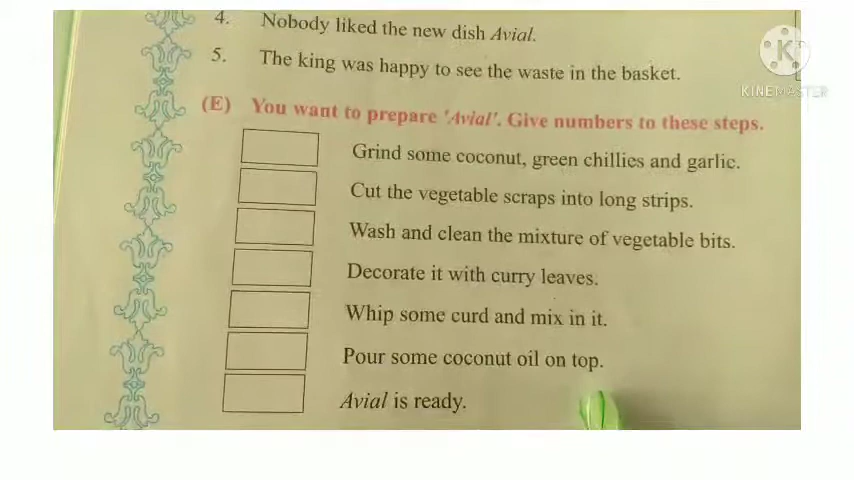 4. Nobody liked the new dish Avial.
5. The king was happy to see the waste in the basket.
KINEMASTER
(E) You want to prepare 'Avial'. Give numbers to these steps.
Grind some coconut, green chillies and garlic.
Cut the vegetable scraps into long strips.
Wash and clean the mixture of vegetable bits.
Decorate it with curry leaves.
Whip some curd and mix in it.
Pour some coconut oil on top.
Avial is ready.